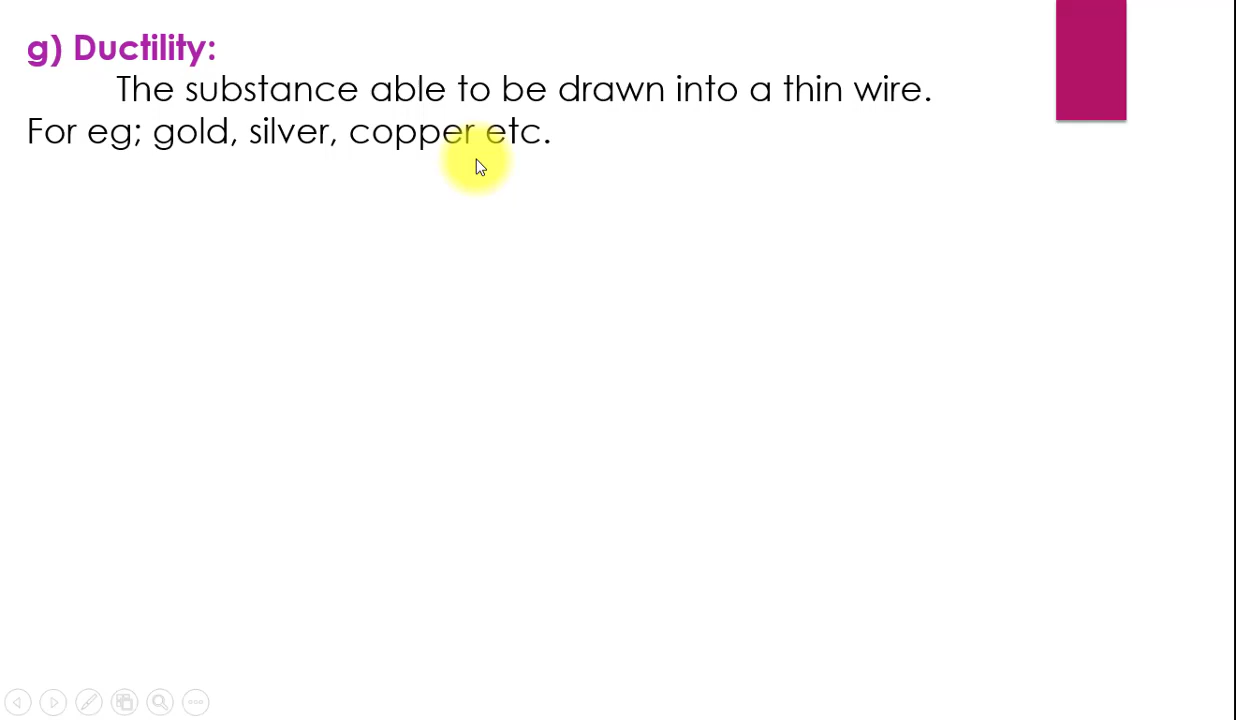 g) Ductility:
The substance able to be drawn into a thin wire.
For eg; gold, silver, copper etc.